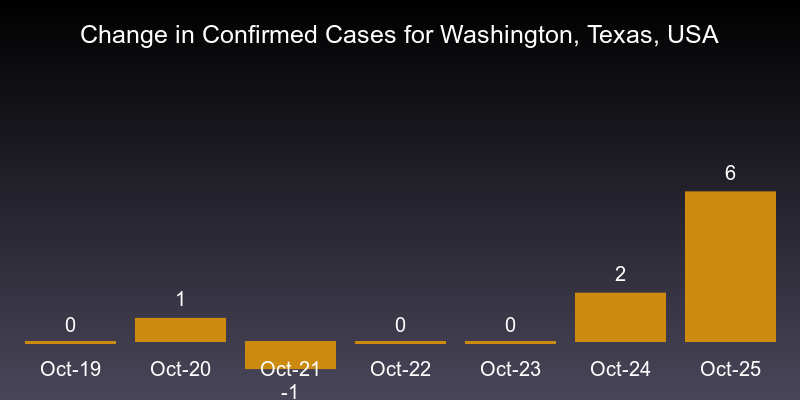 Change in Confirmed Cases for Washington, Texas, USA
6
2
1
0
0
0
Oct-19
Oct-20
Oct-21
Oct-22
Oct-23
Oct-24
Oct-25
-1